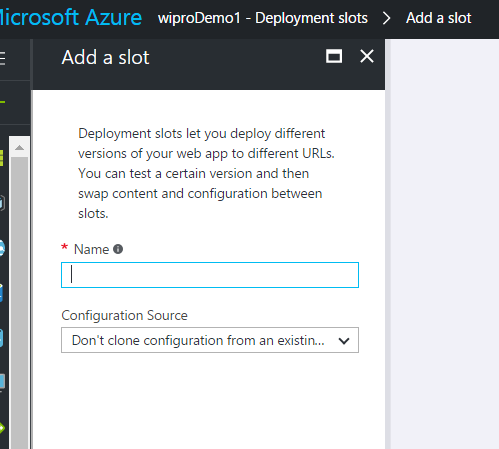 Microsoft Azure wiproDemo1 - Deployment slots > Add a slot
Add a slot
Deployment slots let you deploy different
versions of your web app to different URLs.
You can test a certain version and then
swap content and configuration between
slots.
* Name
Configuration Source
Don't clone configuration from an existin...